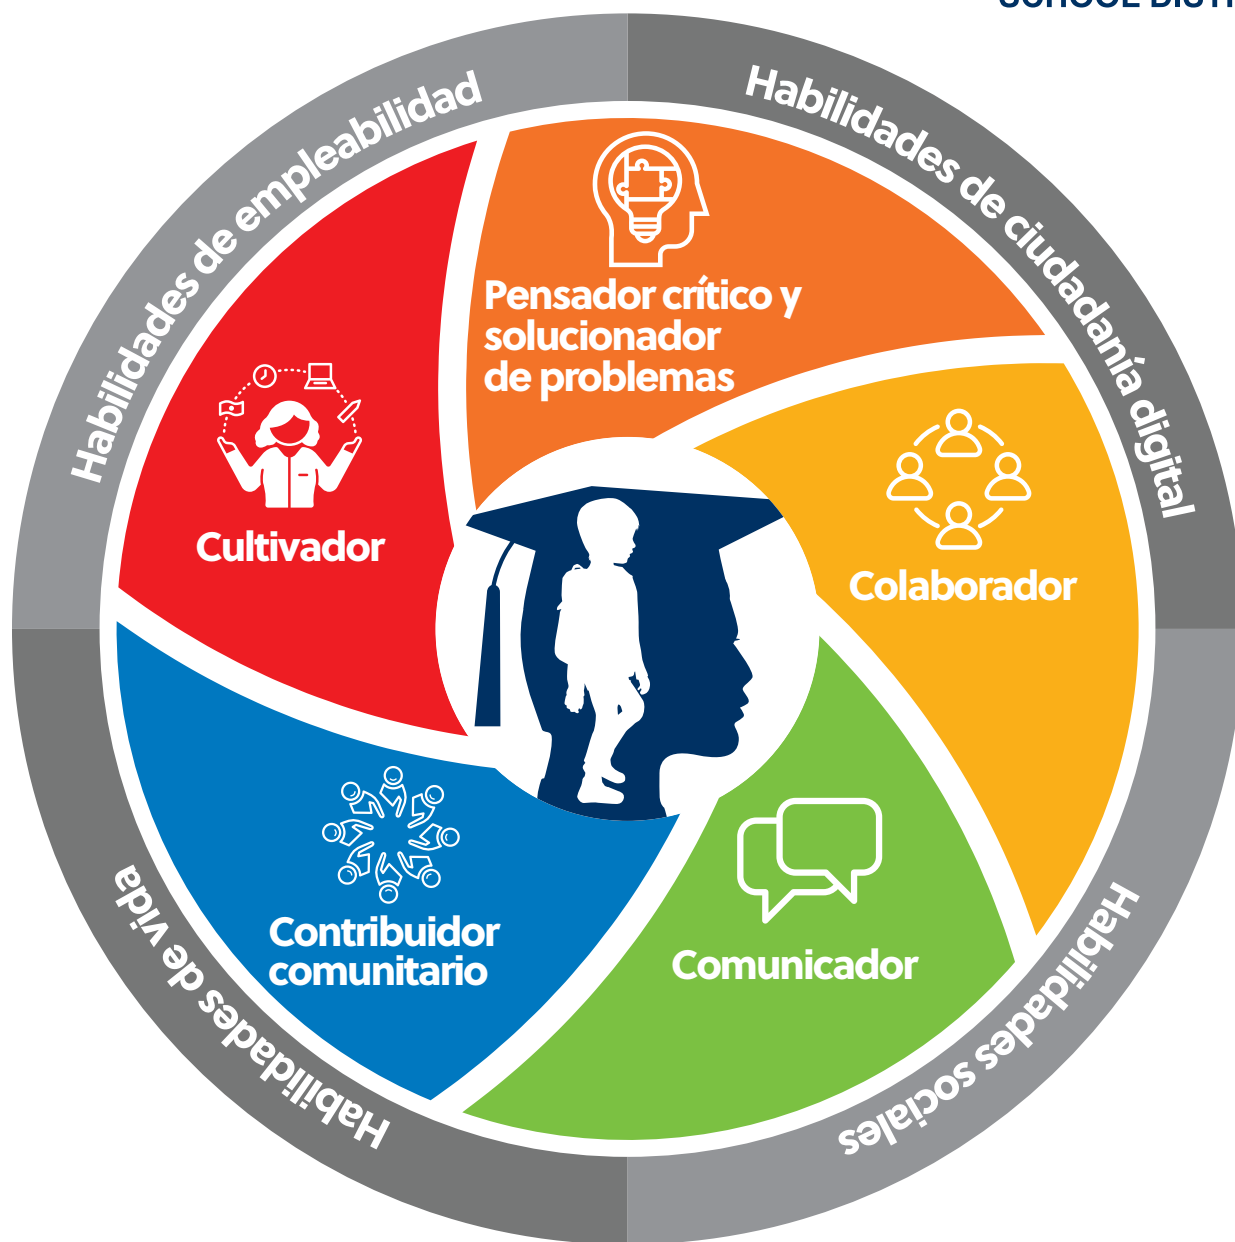 SCHOOL
Habilidades de empleabilidad
Habilidades de ciudadanía digital
Pensador crítico y
solucionador
de problemas
Cultivador
Colaborador
Contribuidor
comunitario
Comunicador
Habilidades de vida
Habilidades sociales